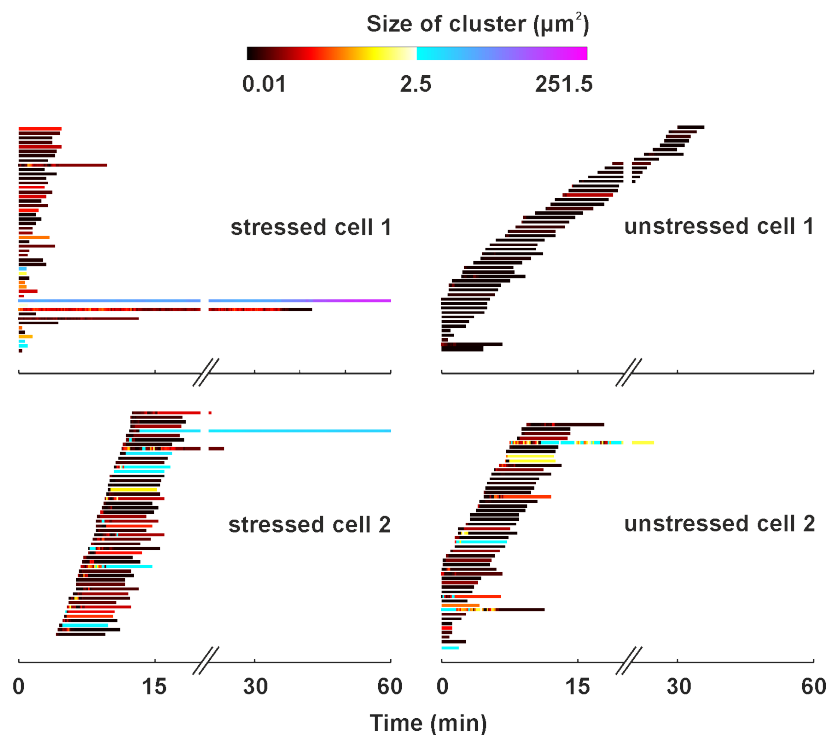 Size of cluster (µm²)
0.01 2.5 251.5
stressed cell 1
unstressed cell 1
stressed cell 2
unstressed cell 2
0 15 30 60 0 15 30 60
Time (min)